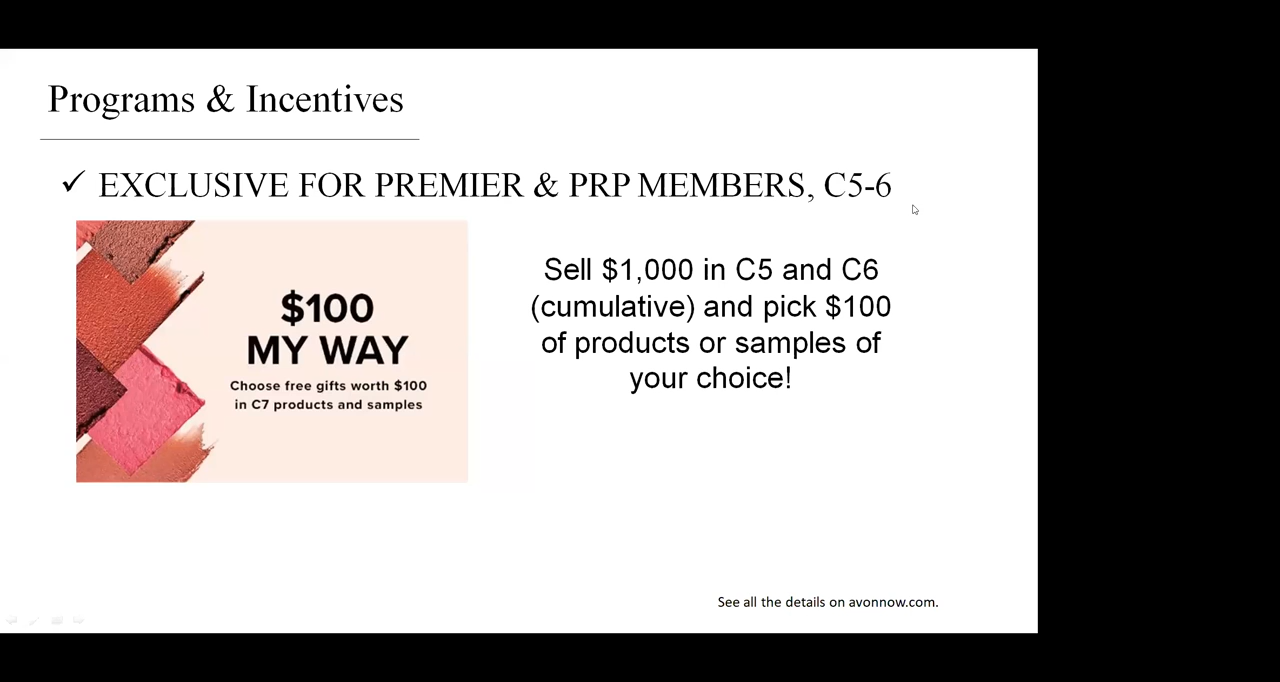 Programs & Incentives
✓ EXCLUSIVE FOR PREMIER & PRP MEMBERS, C5-6
$100
MY WAY
Choose free gifts worth $100
in C7 products and samples
Sell $1,000 in C5 and C6
(cumulative) and pick $100
of products or samples of
your choice!
See all the details on avonnow.com.